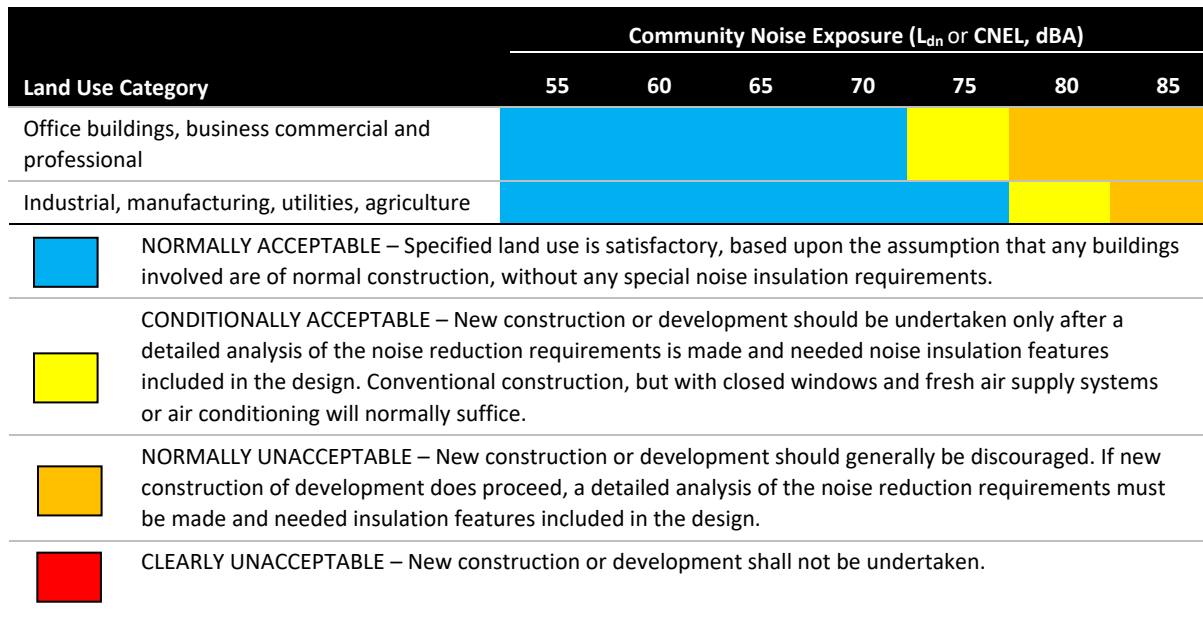 Community Noise Exposure (Ldn or CNEL, dBA)
Land Use Category 55 60 65 70 75 80 85
Office buildings, business commercial and
professional
Industrial, manufacturing, utilities, agriculture
NORMALLY ACCEPTABLE – Specified land use is satisfactory, based upon the assumption that any buildings
involved are of normal construction, without any special noise insulation requirements.
CONDITIONALLY ACCEPTABLE – New construction or development should be undertaken only after a
detailed analysis of the noise reduction requirements is made and needed noise insulation features
included in the design. Conventional construction, but with closed windows and fresh air supply systems
or air conditioning will normally suffice.
NORMALLY UNACCEPTABLE – New construction or development should generally be discouraged. If new
construction of development does proceed, a detailed analysis of the noise reduction requirements must
be made and needed insulation features included in the design.
CLEARLY UNACCEPTABLE – New construction or development shall not be undertaken.